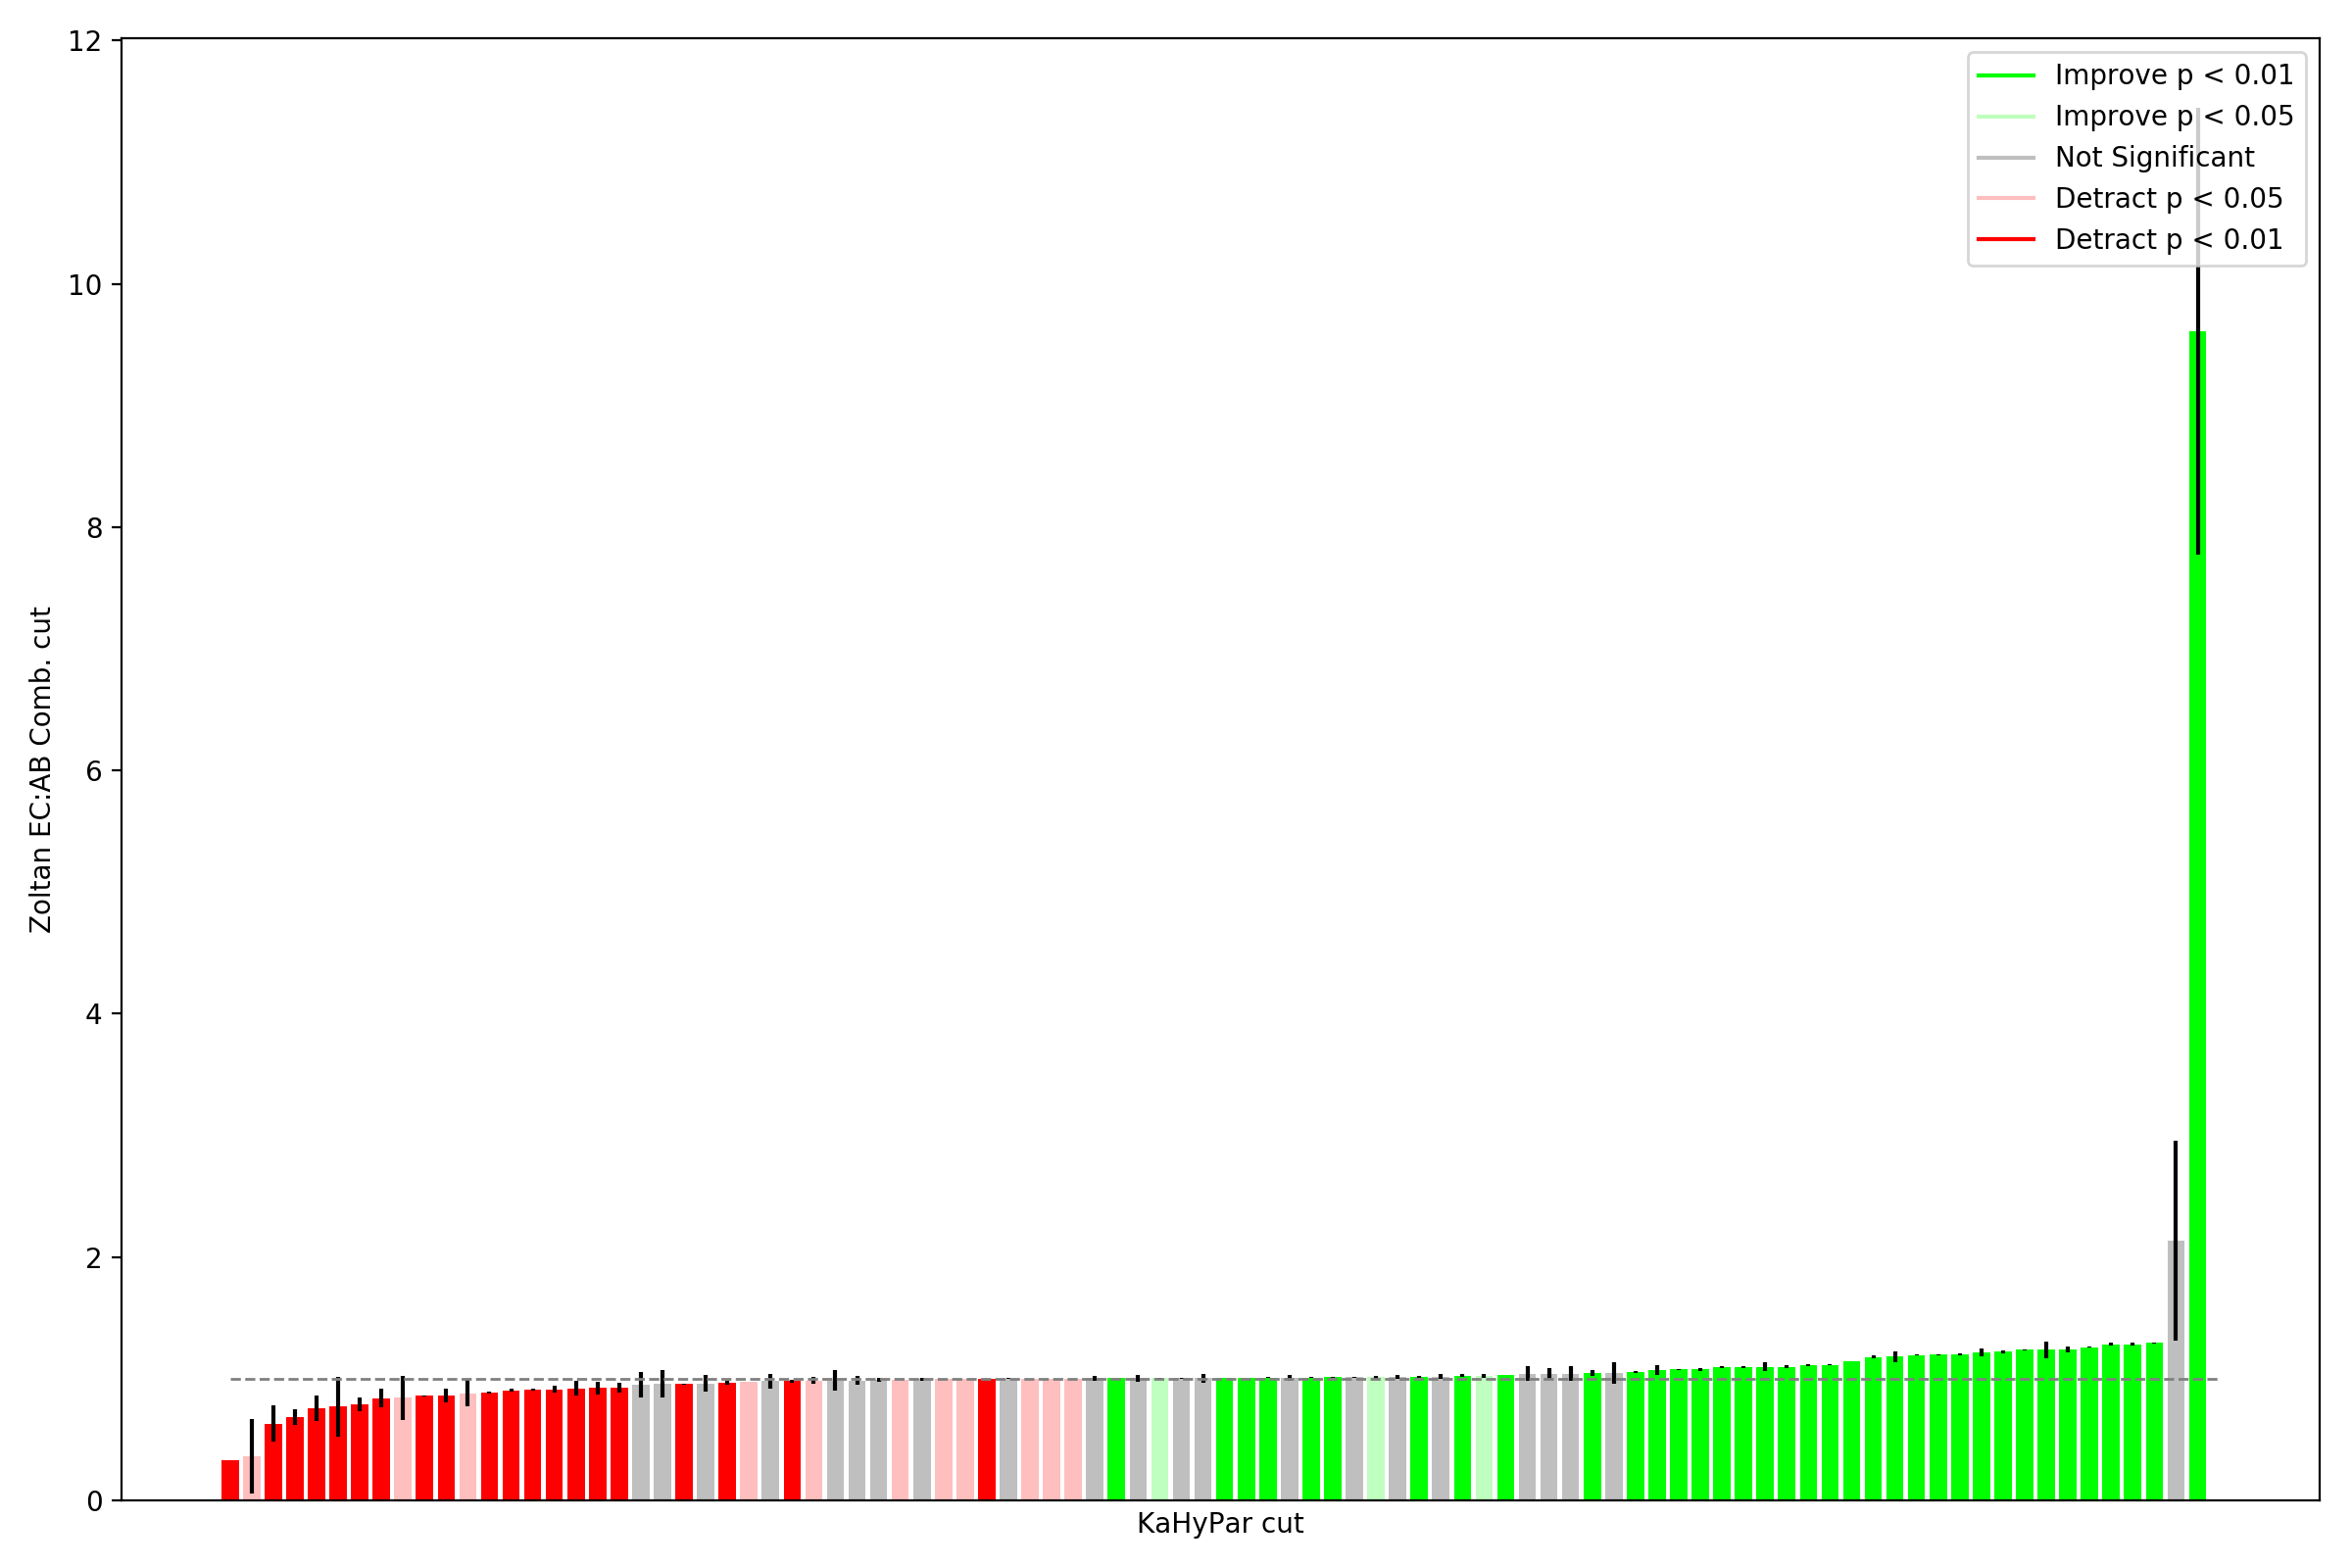 12
10
8
6
4
2
0
Zoltan EC:AB Comb. cut
KaHyPar cut
Improve p < 0.01
Improve p < 0.05
Not Significant
Detract p < 0.05
Detract p < 0.01